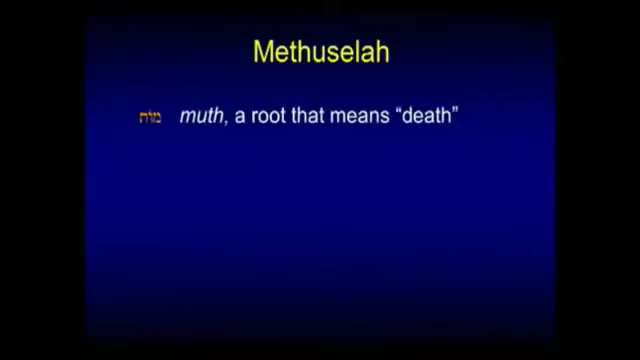 Methuselah
מות muth, a root that means “death”